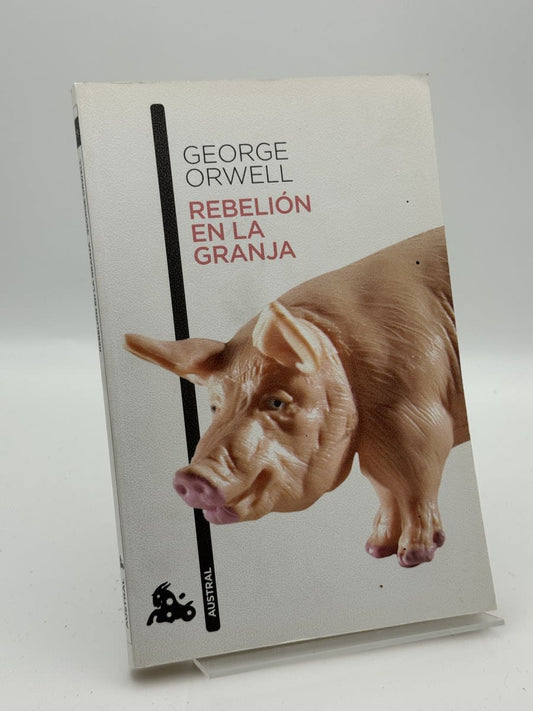 GEORGE
ORWELL
REBELIÓN
EN LA
GRANJA
AUSTRAL